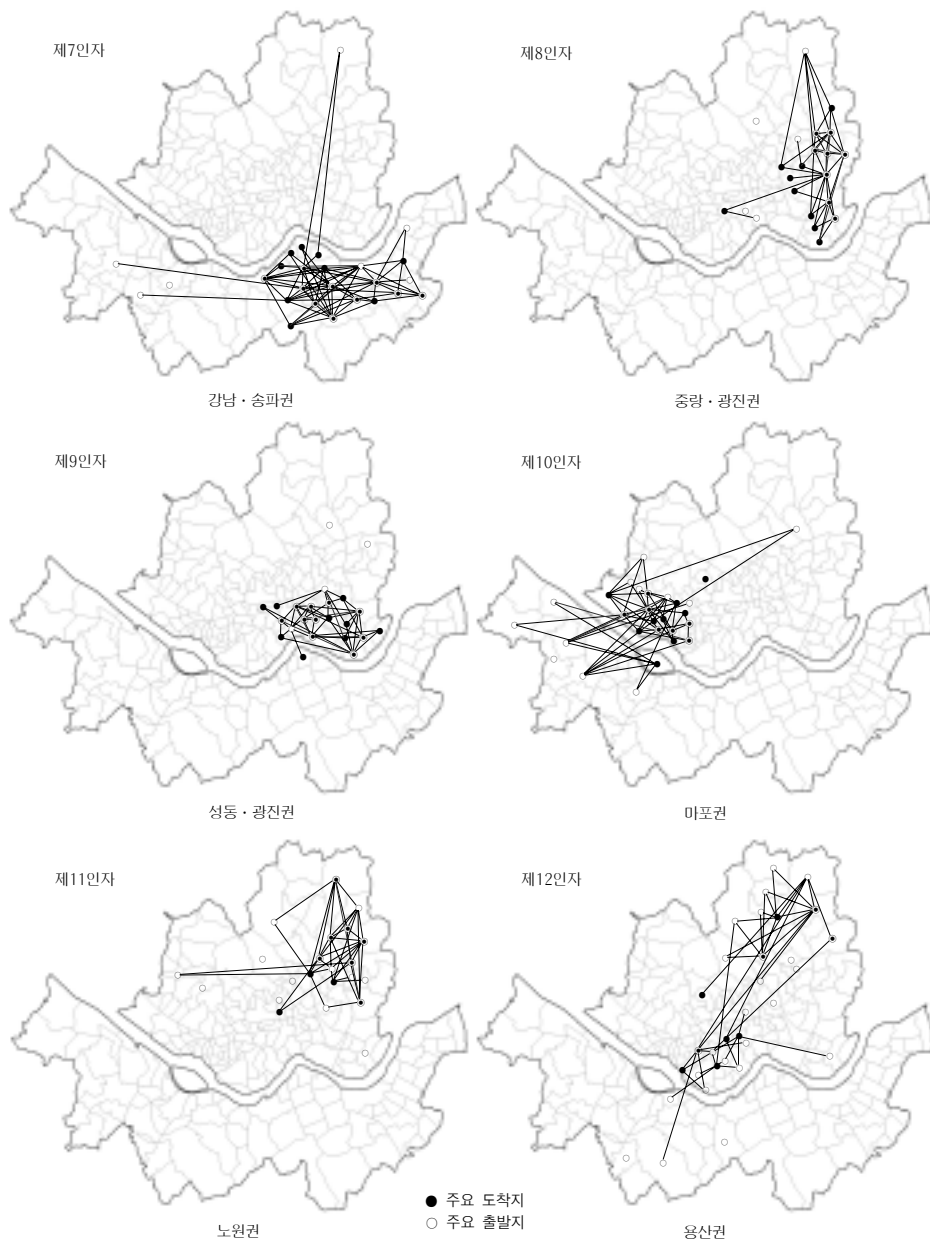 제7인자
제8인자
강남·송파권
중랑·광진권
제9인자
제10인자
성동·광진권
마포권
제11인자
제12인자
● 주요 도착지
○ 주요 출발지
노원권
용산권